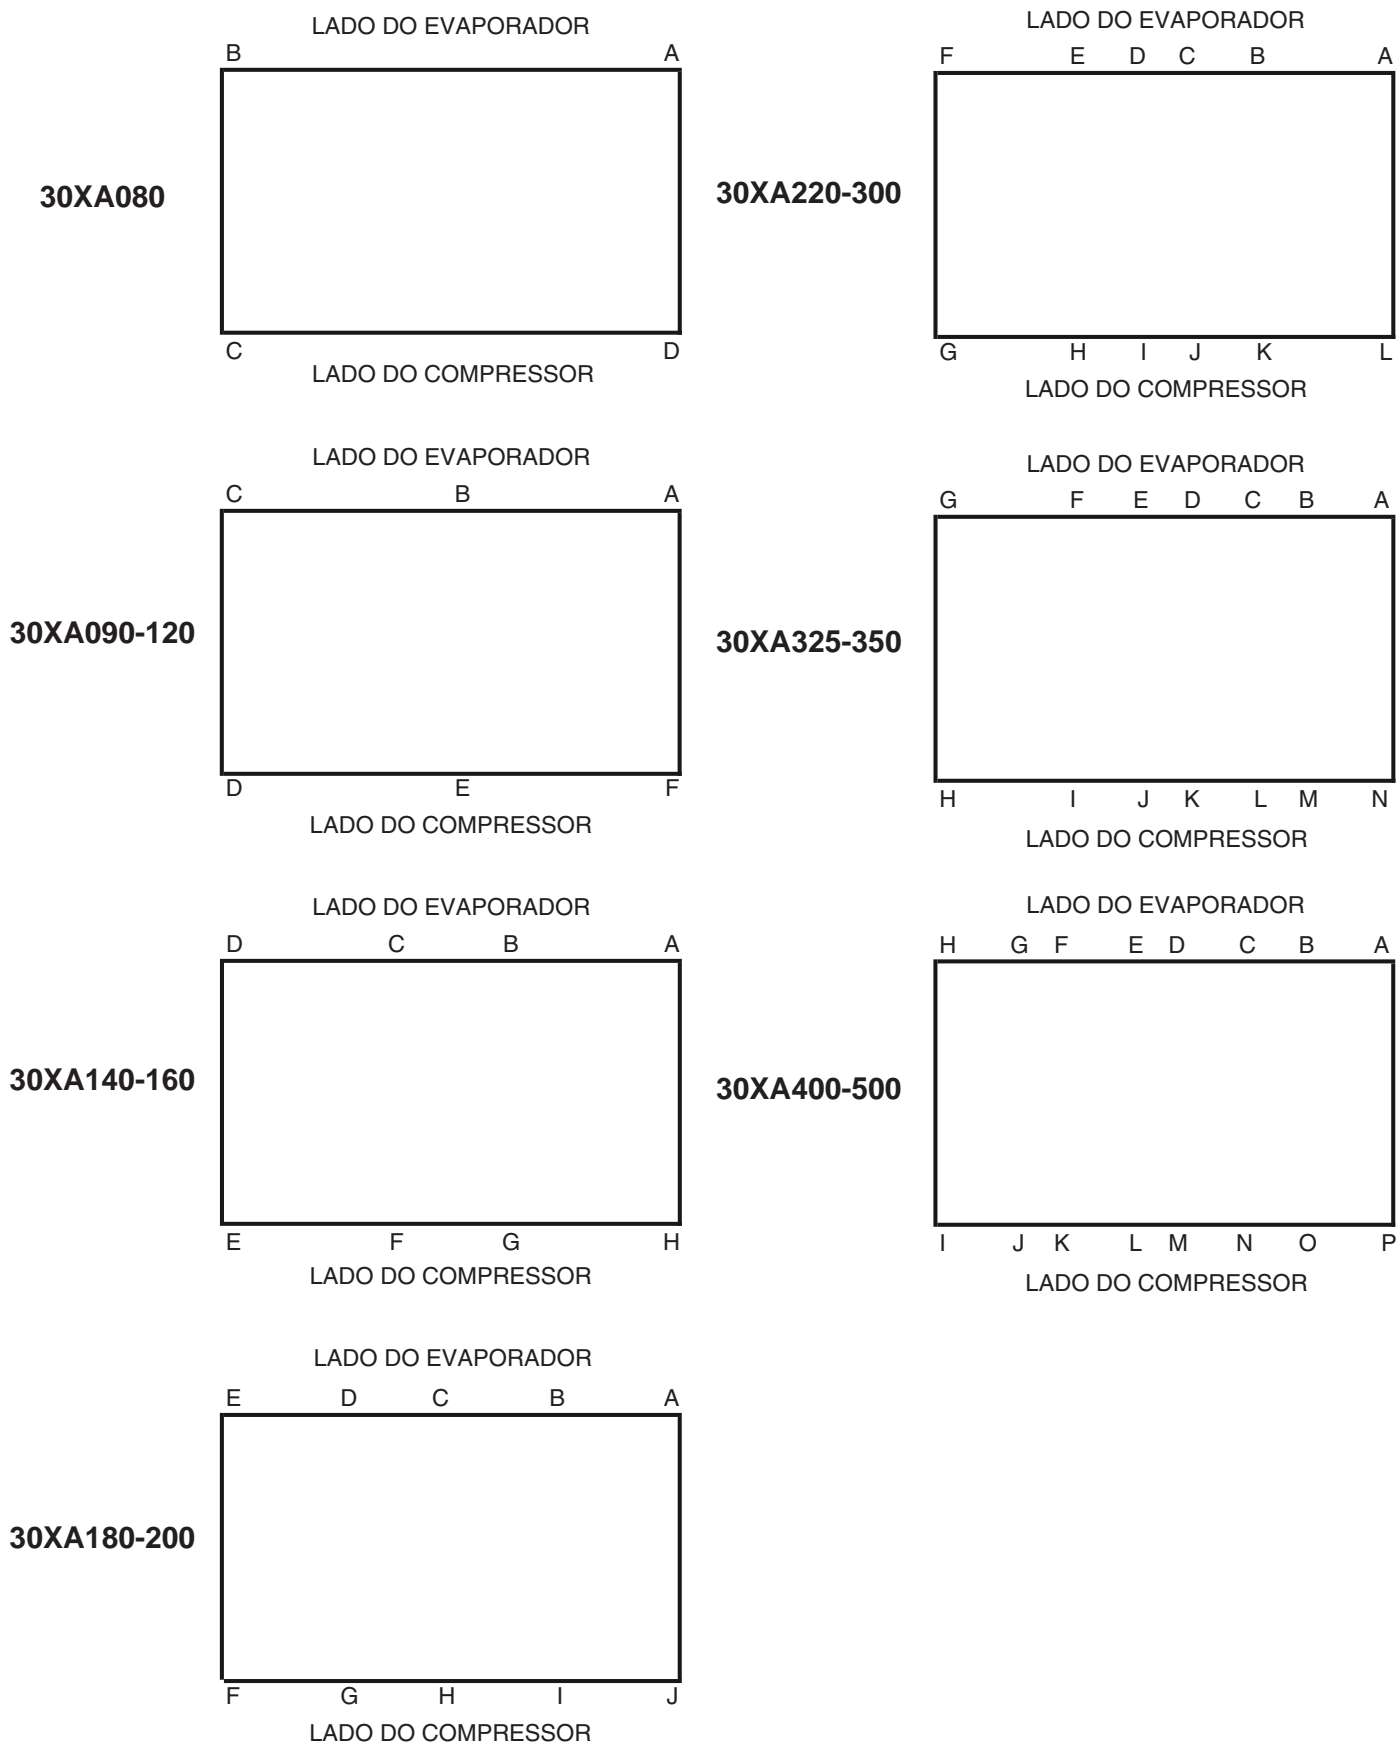 LADO DO EVAPORADOR
B A
30XA080
C D
LADO DO COMPRESSOR
LADO DO EVAPORADOR
C B A
30XA090-120
D E F
LADO DO COMPRESSOR
LADO DO EVAPORADOR
D C B A
30XA140-160
E F G H
LADO DO COMPRESSOR
LADO DO EVAPORADOR
E D C B A
30XA180-200
F G H I J
LADO DO COMPRESSOR
LADO DO EVAPORADOR
F E D C B A
30XA220-300
G H I J K L
LADO DO COMPRESSOR
LADO DO EVAPORADOR
G F E D C B A
30XA325-350
H I J K L M N
LADO DO COMPRESSOR
LADO DO EVAPORADOR
H G F E D C B A
30XA400-500
I J K L M N O P
LADO DO COMPRESSOR